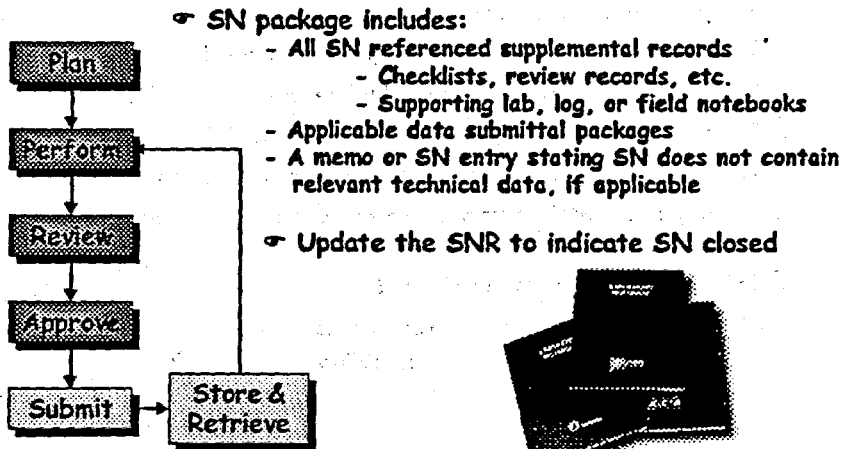 ☞ SN package includes:
- All SN referenced supplemental records
- Checklists, review records, etc.
- Supporting lab, log, or field notebooks
- Applicable data submittal packages
- A memo or SN entry stating SN does not contain
relevant technical data, if applicable
☞ Update the SNR to indicate SN closed
Plan
Perform
Review
Approve
Submit
Store &
Retrieve